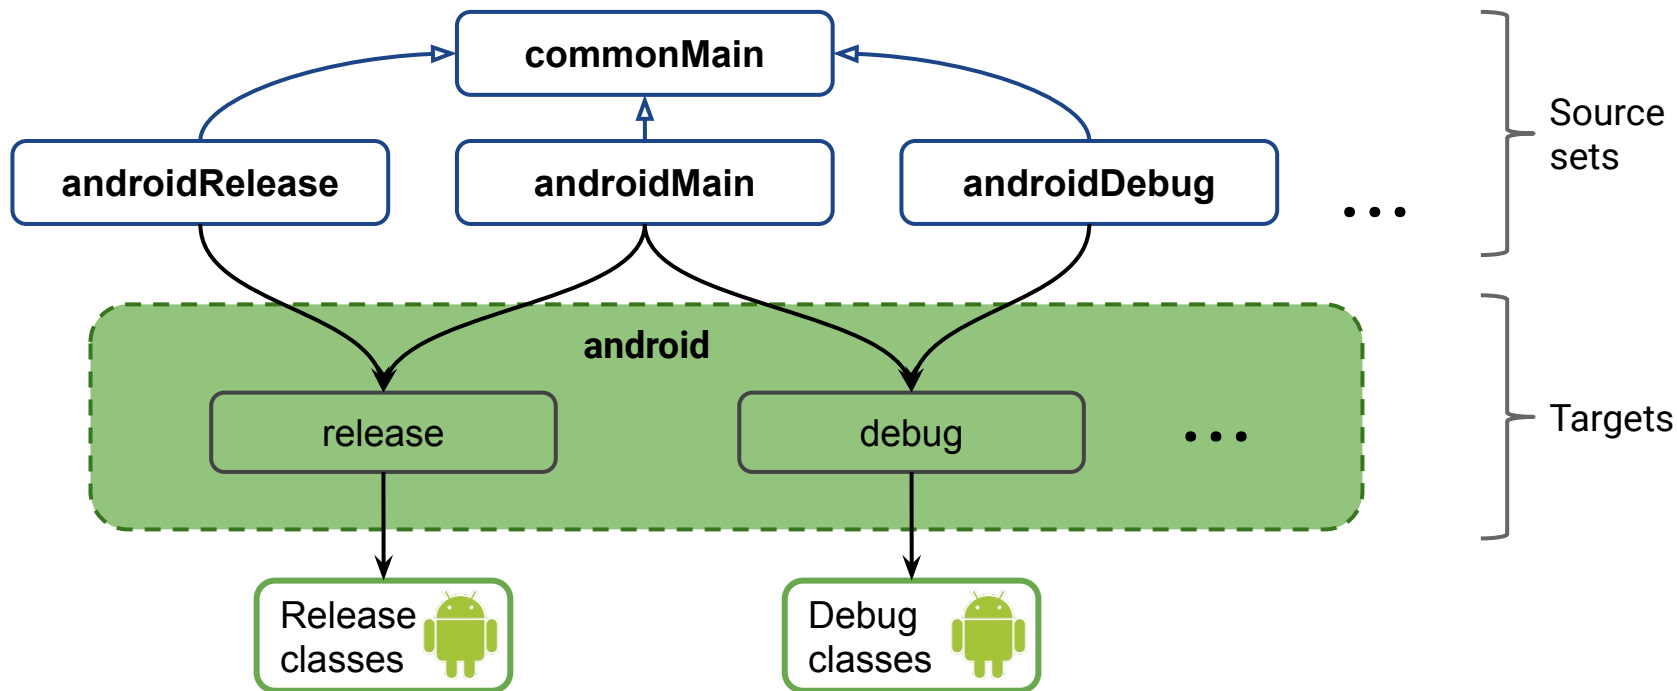 commonMain
Source
sets
androidRelease
androidMain
androidDebug
...
android
Targets
release
debug
...
Release
classes
Debug
classes